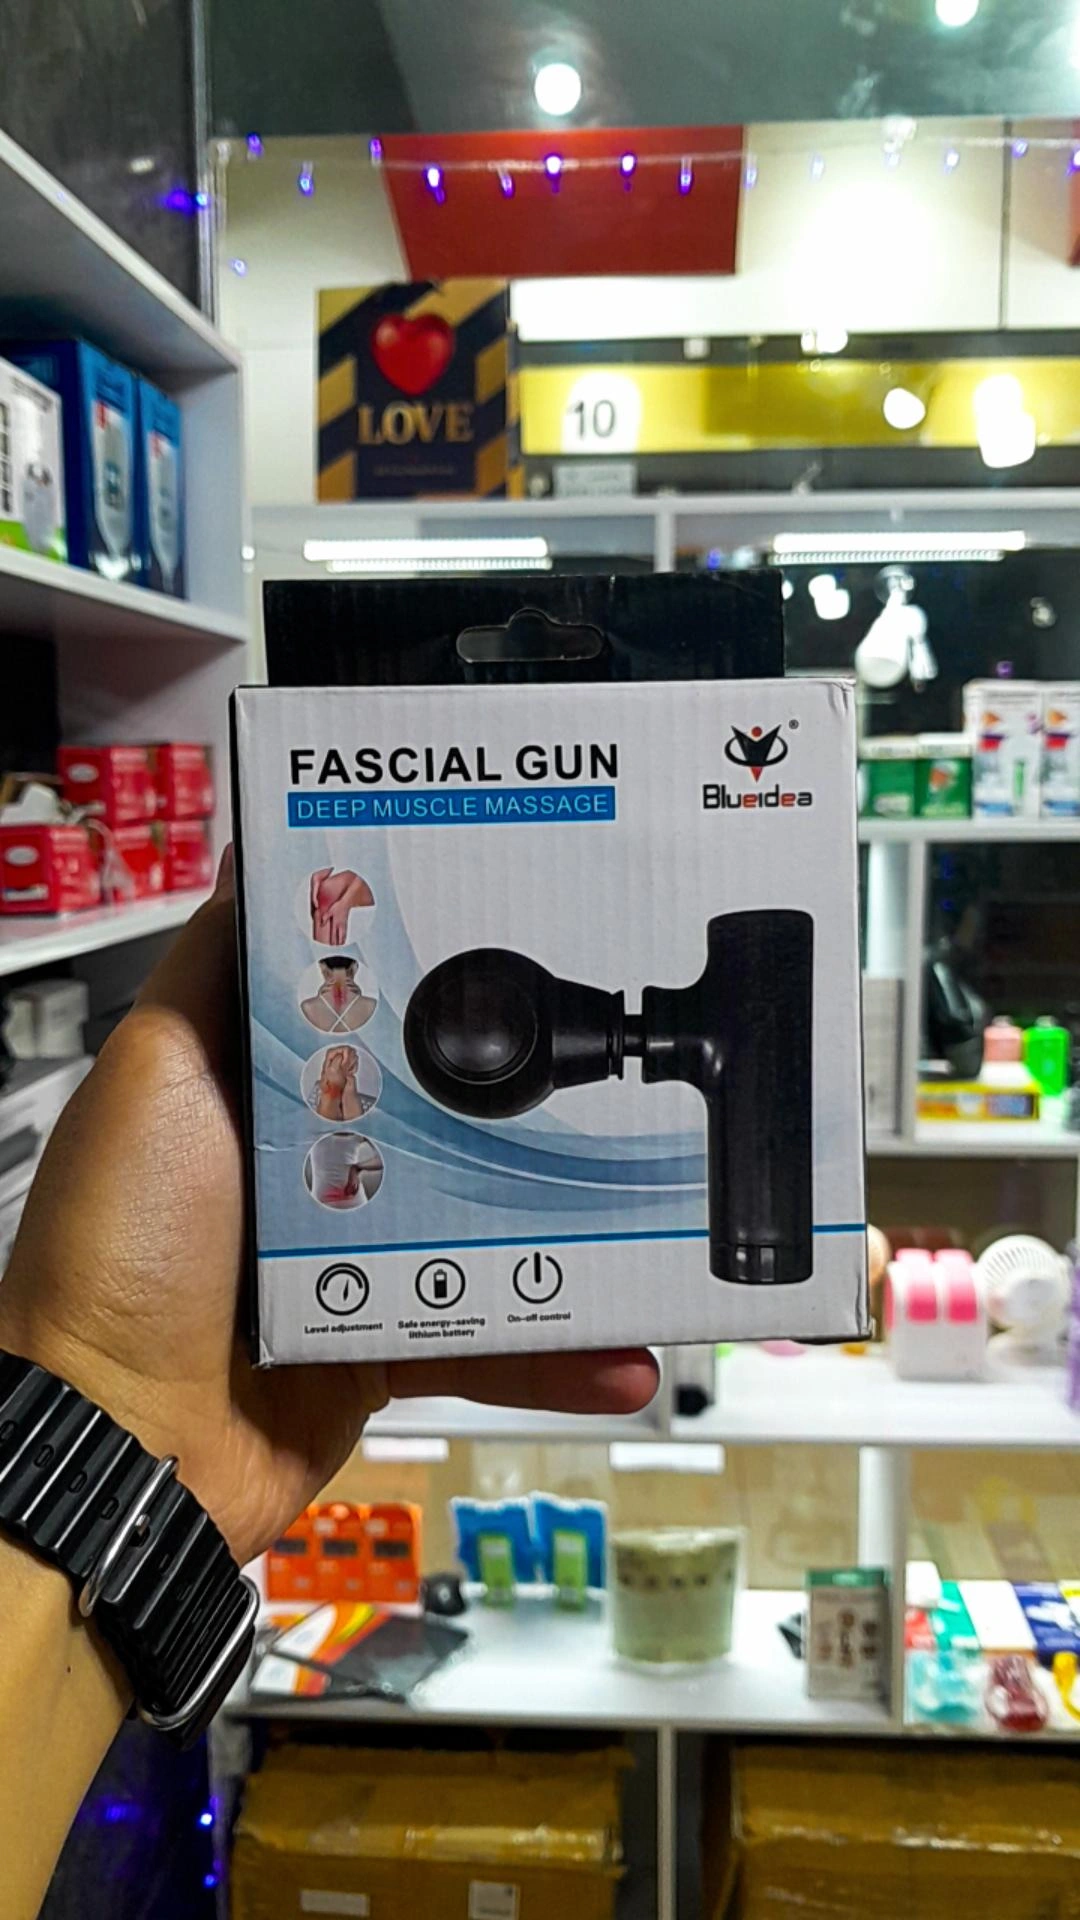 LOVE
10
FASCIAL GUN
DEEP MUSCLE MASSAGE
®
Blueidea
Level adjustment
Safe energy-saving
lithium battery
On-off control